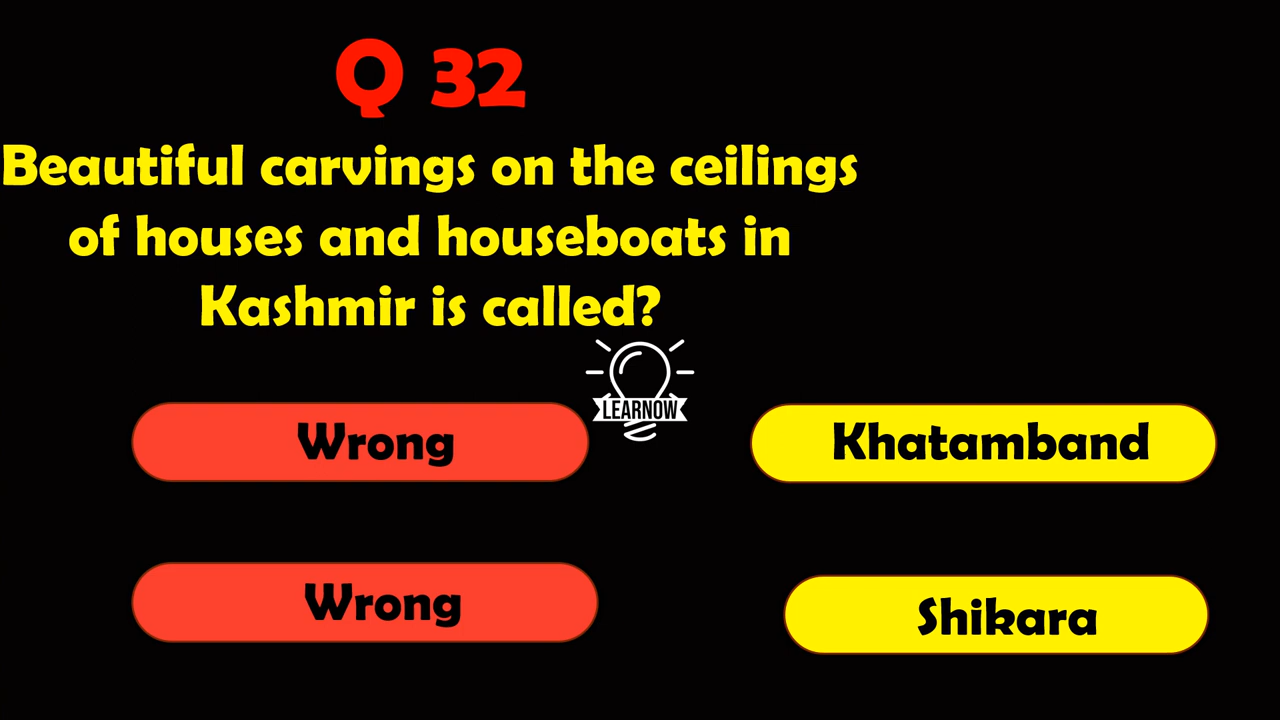 Q 32
Beautiful carvings on the ceilings
of houses and houseboats in
Kashmir is called?
LEARNOW
Wrong
Khatamband
Wrong
Shikara